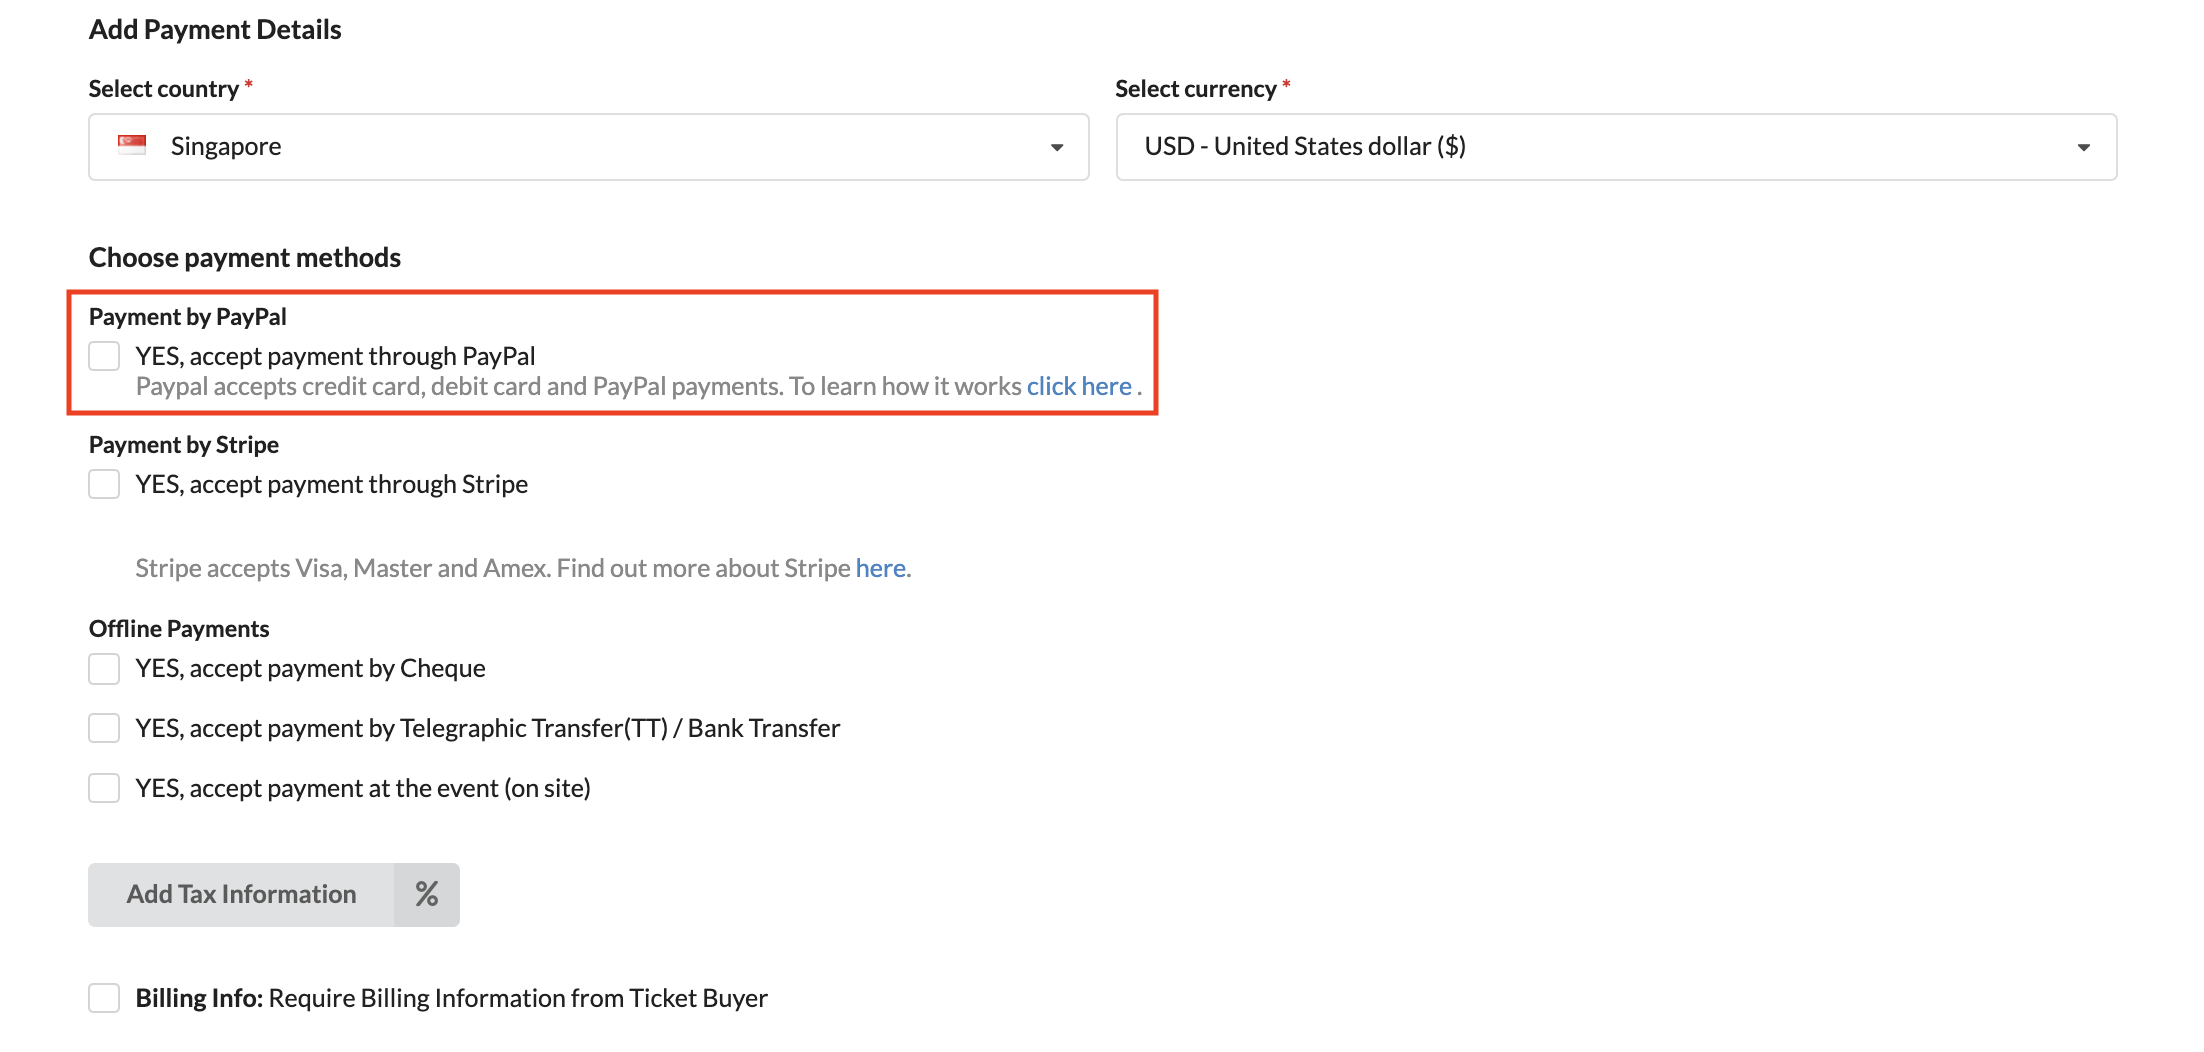 Add Payment Details
Select country *
Select currency *
Singapore
USD - United States dollar ($)
Choose payment methods
Payment by PayPal
YES, accept payment through PayPal
Paypal accepts credit card, debit card and PayPal payments. To learn how it works click here .
Payment by Stripe
YES, accept payment through Stripe
Stripe accepts Visa, Master and Amex. Find out more about Stripe here.
Offline Payments
YES, accept payment by Cheque
YES, accept payment by Telegraphic Transfer(TT) / Bank Transfer
YES, accept payment at the event (on site)
Add Tax Information %
Billing Info: Require Billing Information from Ticket Buyer